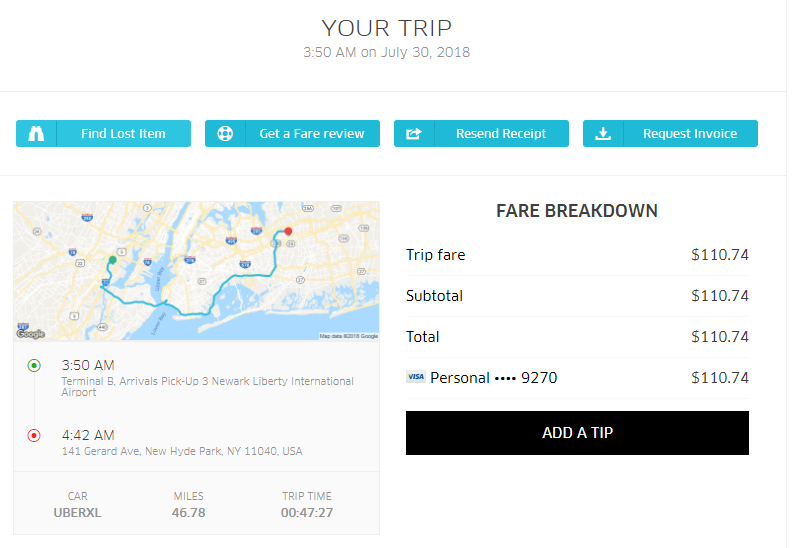 YOUR TRIP
3:50 AM on July 30, 2018
Find Lost Item
Get a Fare review
Resend Receipt
Request Invoice
Upper Bay
Lower Bay
Google
Map data ©2018 Google
3:50 AM
Terminal B, Arrivals Pick-Up 3 Newark Liberty International
Airport
4:42 AM
141 Gerard Ave, New Hyde Park, NY 11040, USA
CAR
MILES
TRIP TIME
UBERXL
46.78
00:47:27
FARE BREAKDOWN
Trip fare
$110.74
Subtotal
$110.74
Total
$110.74
VISA Personal •••• 9270
$110.74
ADD A TIP